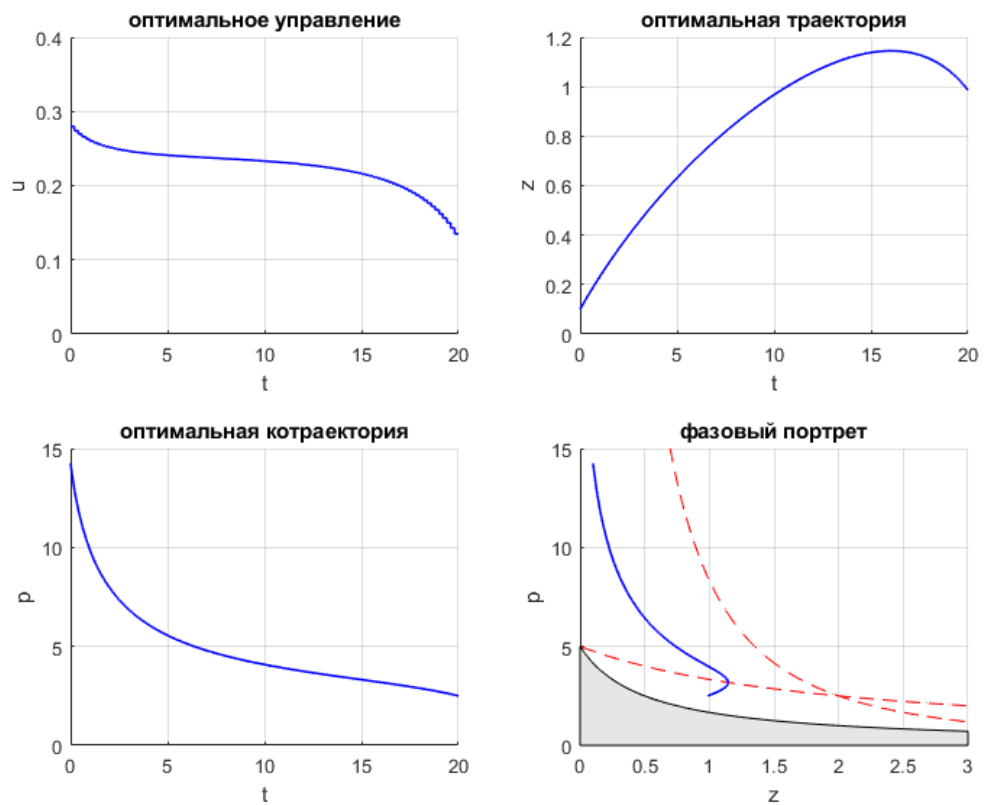 оптимальное управление
0.4
0.3
0.2
0.1
0
u
0 5 10 15 20
t
оптимальная траектория
1.2
1
0.8
0.6
0.4
0.2
0
z
0 5 10 15 20
t
оптимальная котраектория
15
10
5
0
p
0 5 10 15 20
t
фазовый портрет
15
10
5
0
p
0 0.5 1 1.5 2 2.5 3
z